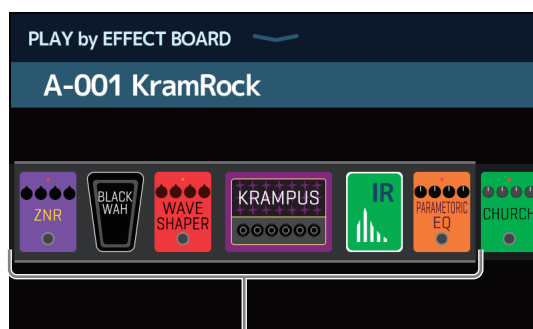 PLAY by EFFECT BOARD
A-001 KramRock
ZNR
BLACK
WAH
WAVE
SHAPER
KRAMPUS
IR
PARAMETORIC
EQ
CHURCH